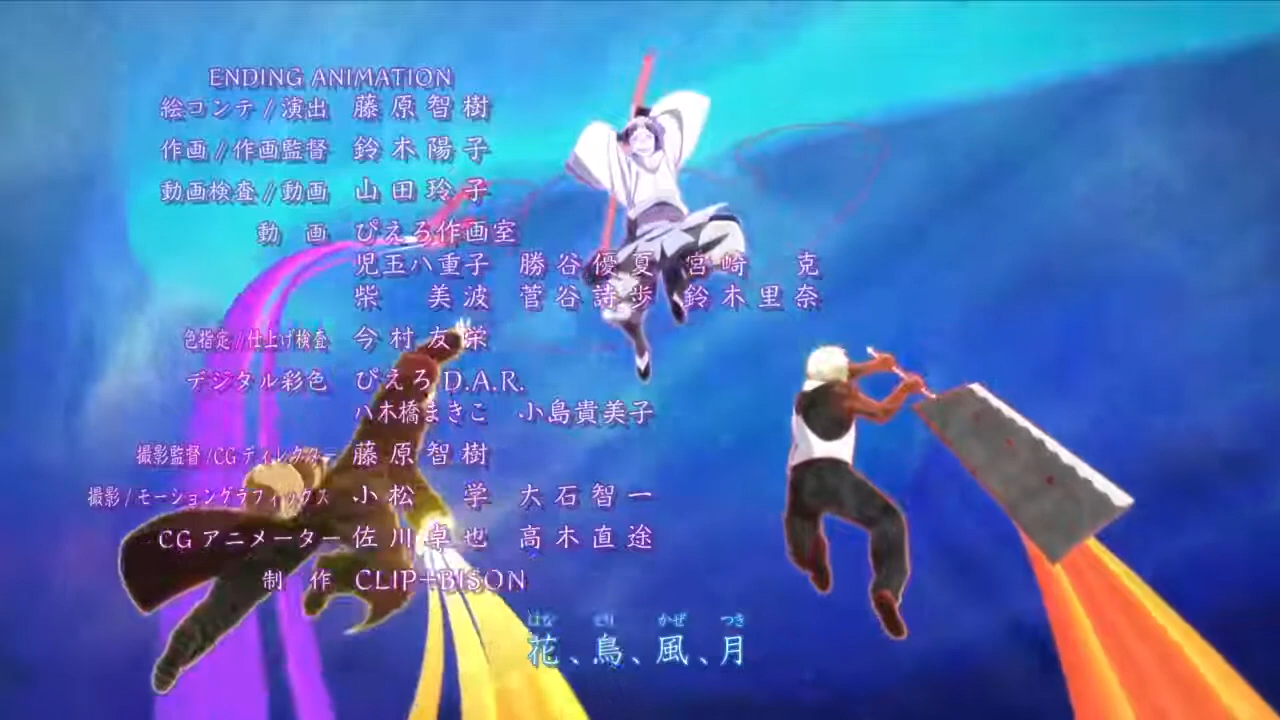 ENDING ANIMATION
絵コンテ/演出 藤原智樹
作画/作画監督 鈴木陽子
動画検査/動画 山田玲子
動 画 ぴえろ作画室
児玉八重子 勝谷優夏 宮崎 克
柴 美波 菅谷詩歩 鈴木里奈
色指定/仕上げ検査 今村友栄
デジタル彩色 ぴえろ D.A.R.
八木橋まきこ 小島貴美子
撮影監督/CGディレクター 藤原智樹
撮影/モーショングラフィックス 小松 学 大石智一
CGアニメーター 佐川卓也 高木直途
制 作 CLIP+BISON
はな とり かぜ つき
花、鳥、風、月